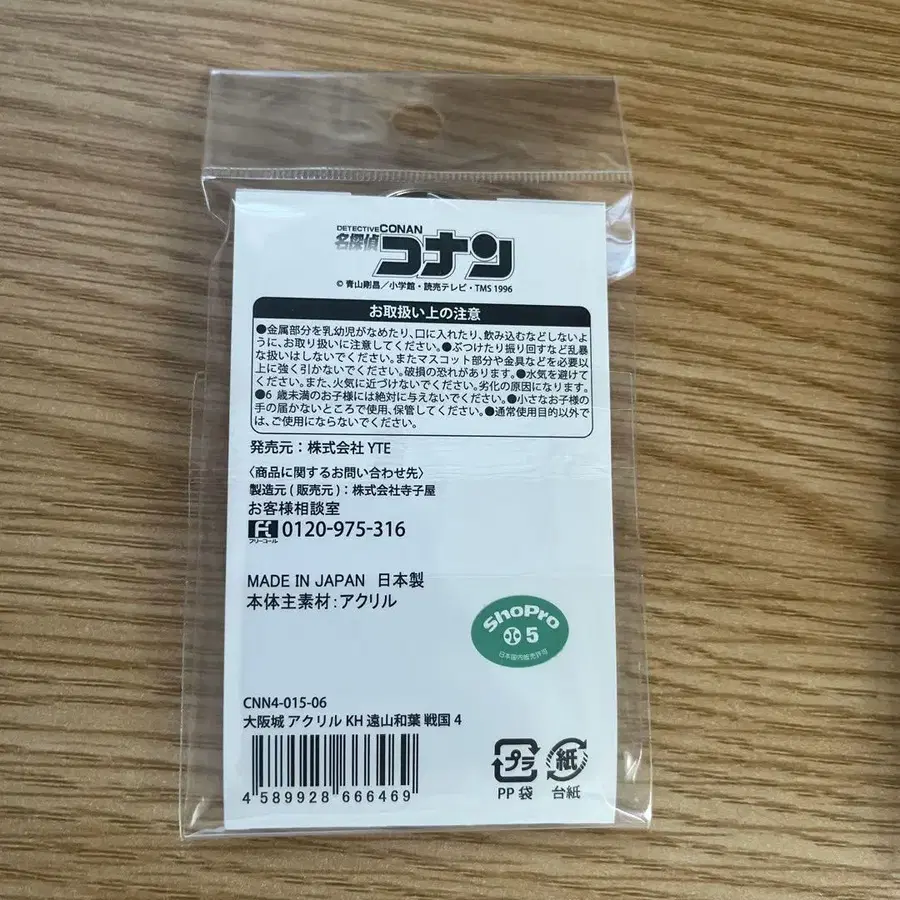 DETECTIVE CONAN
名探偵コナン
© 青山剛昌／小学館・読売テレビ・TMS 1996
お取扱い上の注意
●金属部分を乳幼児がなめたり、口に入れたり、飲み込むなどしないよ
うに、お取り扱いに注意してください。●ぶつけたり振り回すなど乱暴
な扱いはしないでください。またマスコット部分や金具などを必要以
上に強く引かないでください。破損の恐れがあります。●水気を避けて
ください。また、火気に近づけないでください。劣化の原因になります。
●6 歳未満のお子様には絶対に与えないでください。●小さなお子様の
手の届かないところで使用、保管してください。●通常使用目的以外で
は、ご使用にならないでください。
発売元：株式会社 YTE
〈商品に関するお問い合わせ先〉
製造元 ( 販売元 )：株式会社寺子屋
お客様相談室
フリーコール 0120-975-316
MADE IN JAPAN 日本製
本体主素材：アクリル
ShoPro
小 5
日本国内販売許可
CNN4-015-06
大阪城 アクリル KH 遠山和葉 戦国 4
4 589928 666469
プラ 紙
PP 袋 台紙